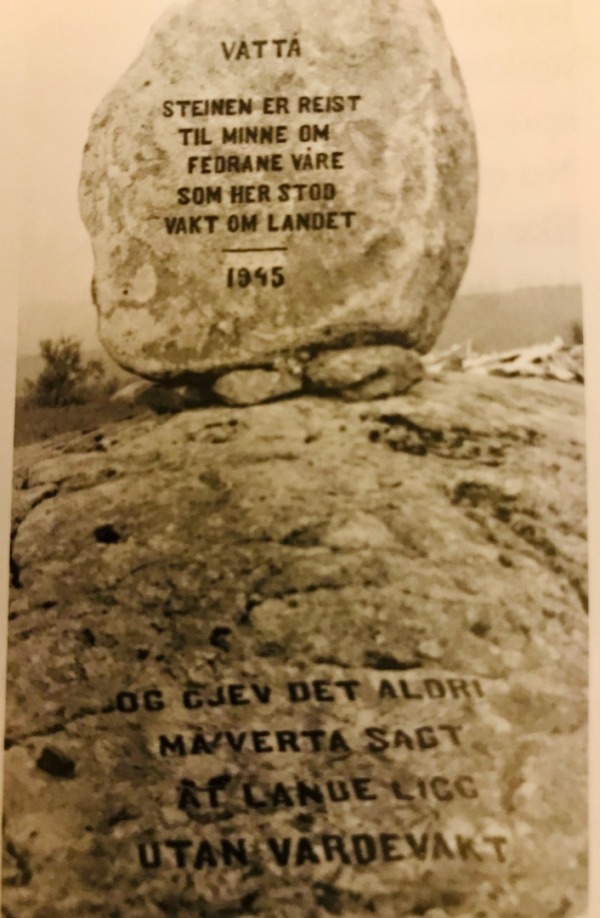 VATTÅ
STEINEN ER REIST
TIL MINNE OM
FEDRANE VÅRE
SOM HER STOD
VAKT OM LANDET
1945
OG GJEV DET ALDRI
MÅ VERTA SAGT
AT LANDE LIGG
UTAN VARDEVAKT